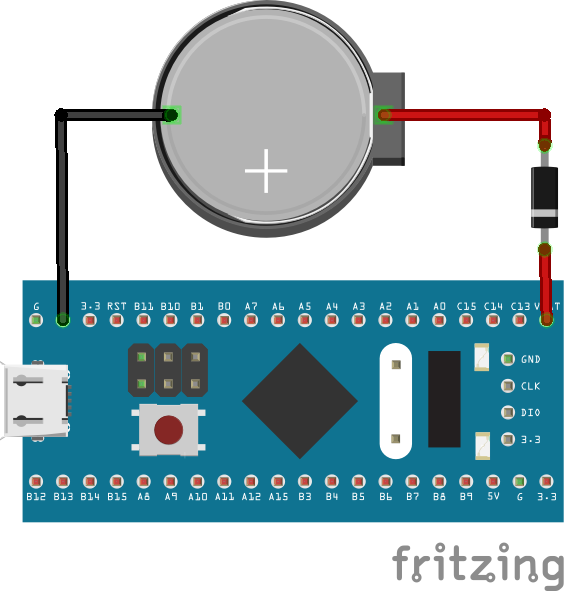 G 3.3 RST B11 B10 B1 B0 A7 A6 A5 A4 A3 A2 A1 A0 C15 C14 C13
GND
CLK
DIO
3.3
B12 B13 B14 B15 A8 A9 A10 A11 A12 A15 B3 B4 B5 B6 B7 B8 B9 5V G 3.3
fritzing